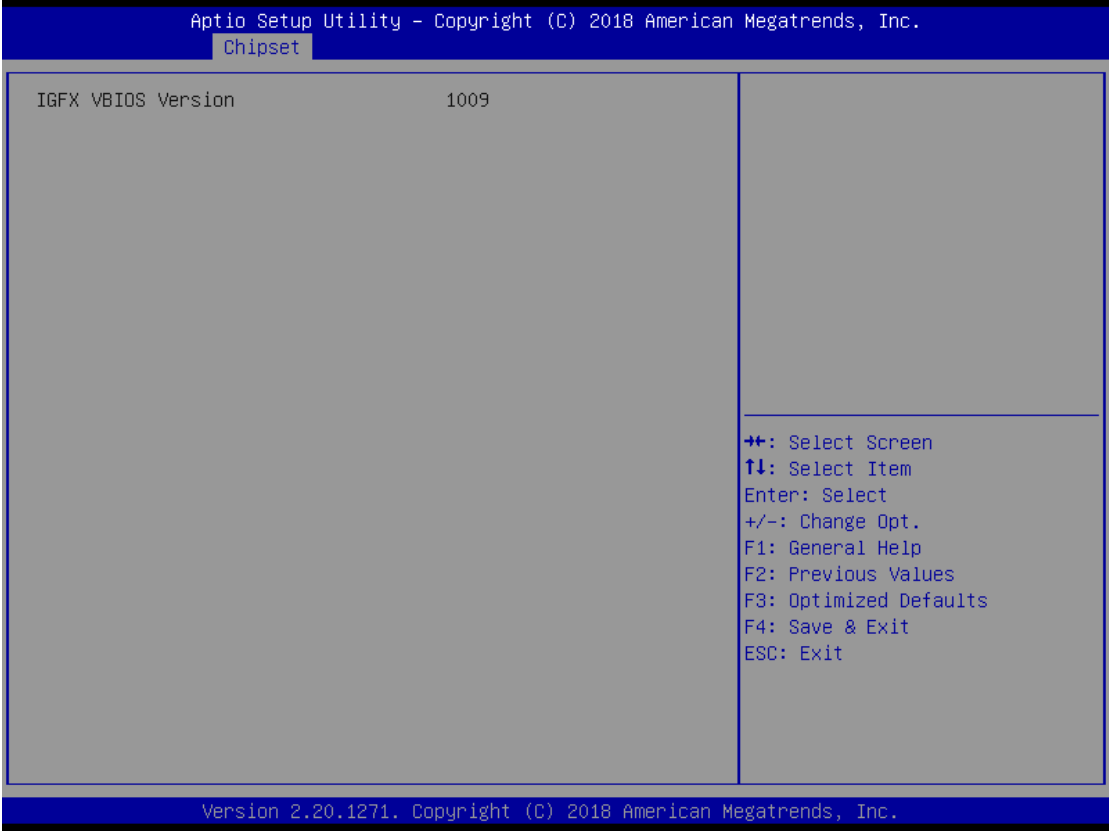 Aptio Setup Utility – Copyright (C) 2018 American Megatrends, Inc.
Chipset
IGFX VBIOS Version 1009
→←: Select Screen
↑↓: Select Item
Enter: Select
+/-: Change Opt.
F1: General Help
F2: Previous Values
F3: Optimized Defaults
F4: Save & Exit
ESC: Exit
Version 2.20.1271. Copyright (C) 2018 American Megatrends, Inc.